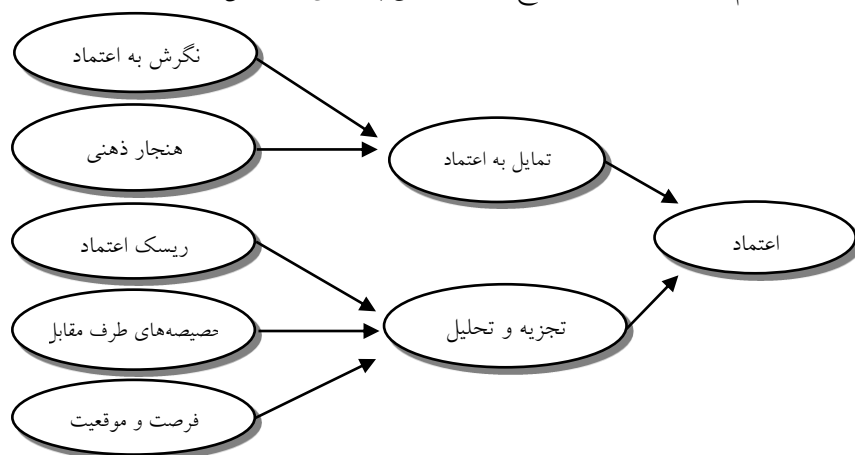 نگرش به اعتماد
هنجار ذهنی
تمایل به اعتماد
ریسک اعتماد
اعتماد
خصیصه‌های طرف مقابل
تجزیه و تحلیل
فرصت و موقعیت